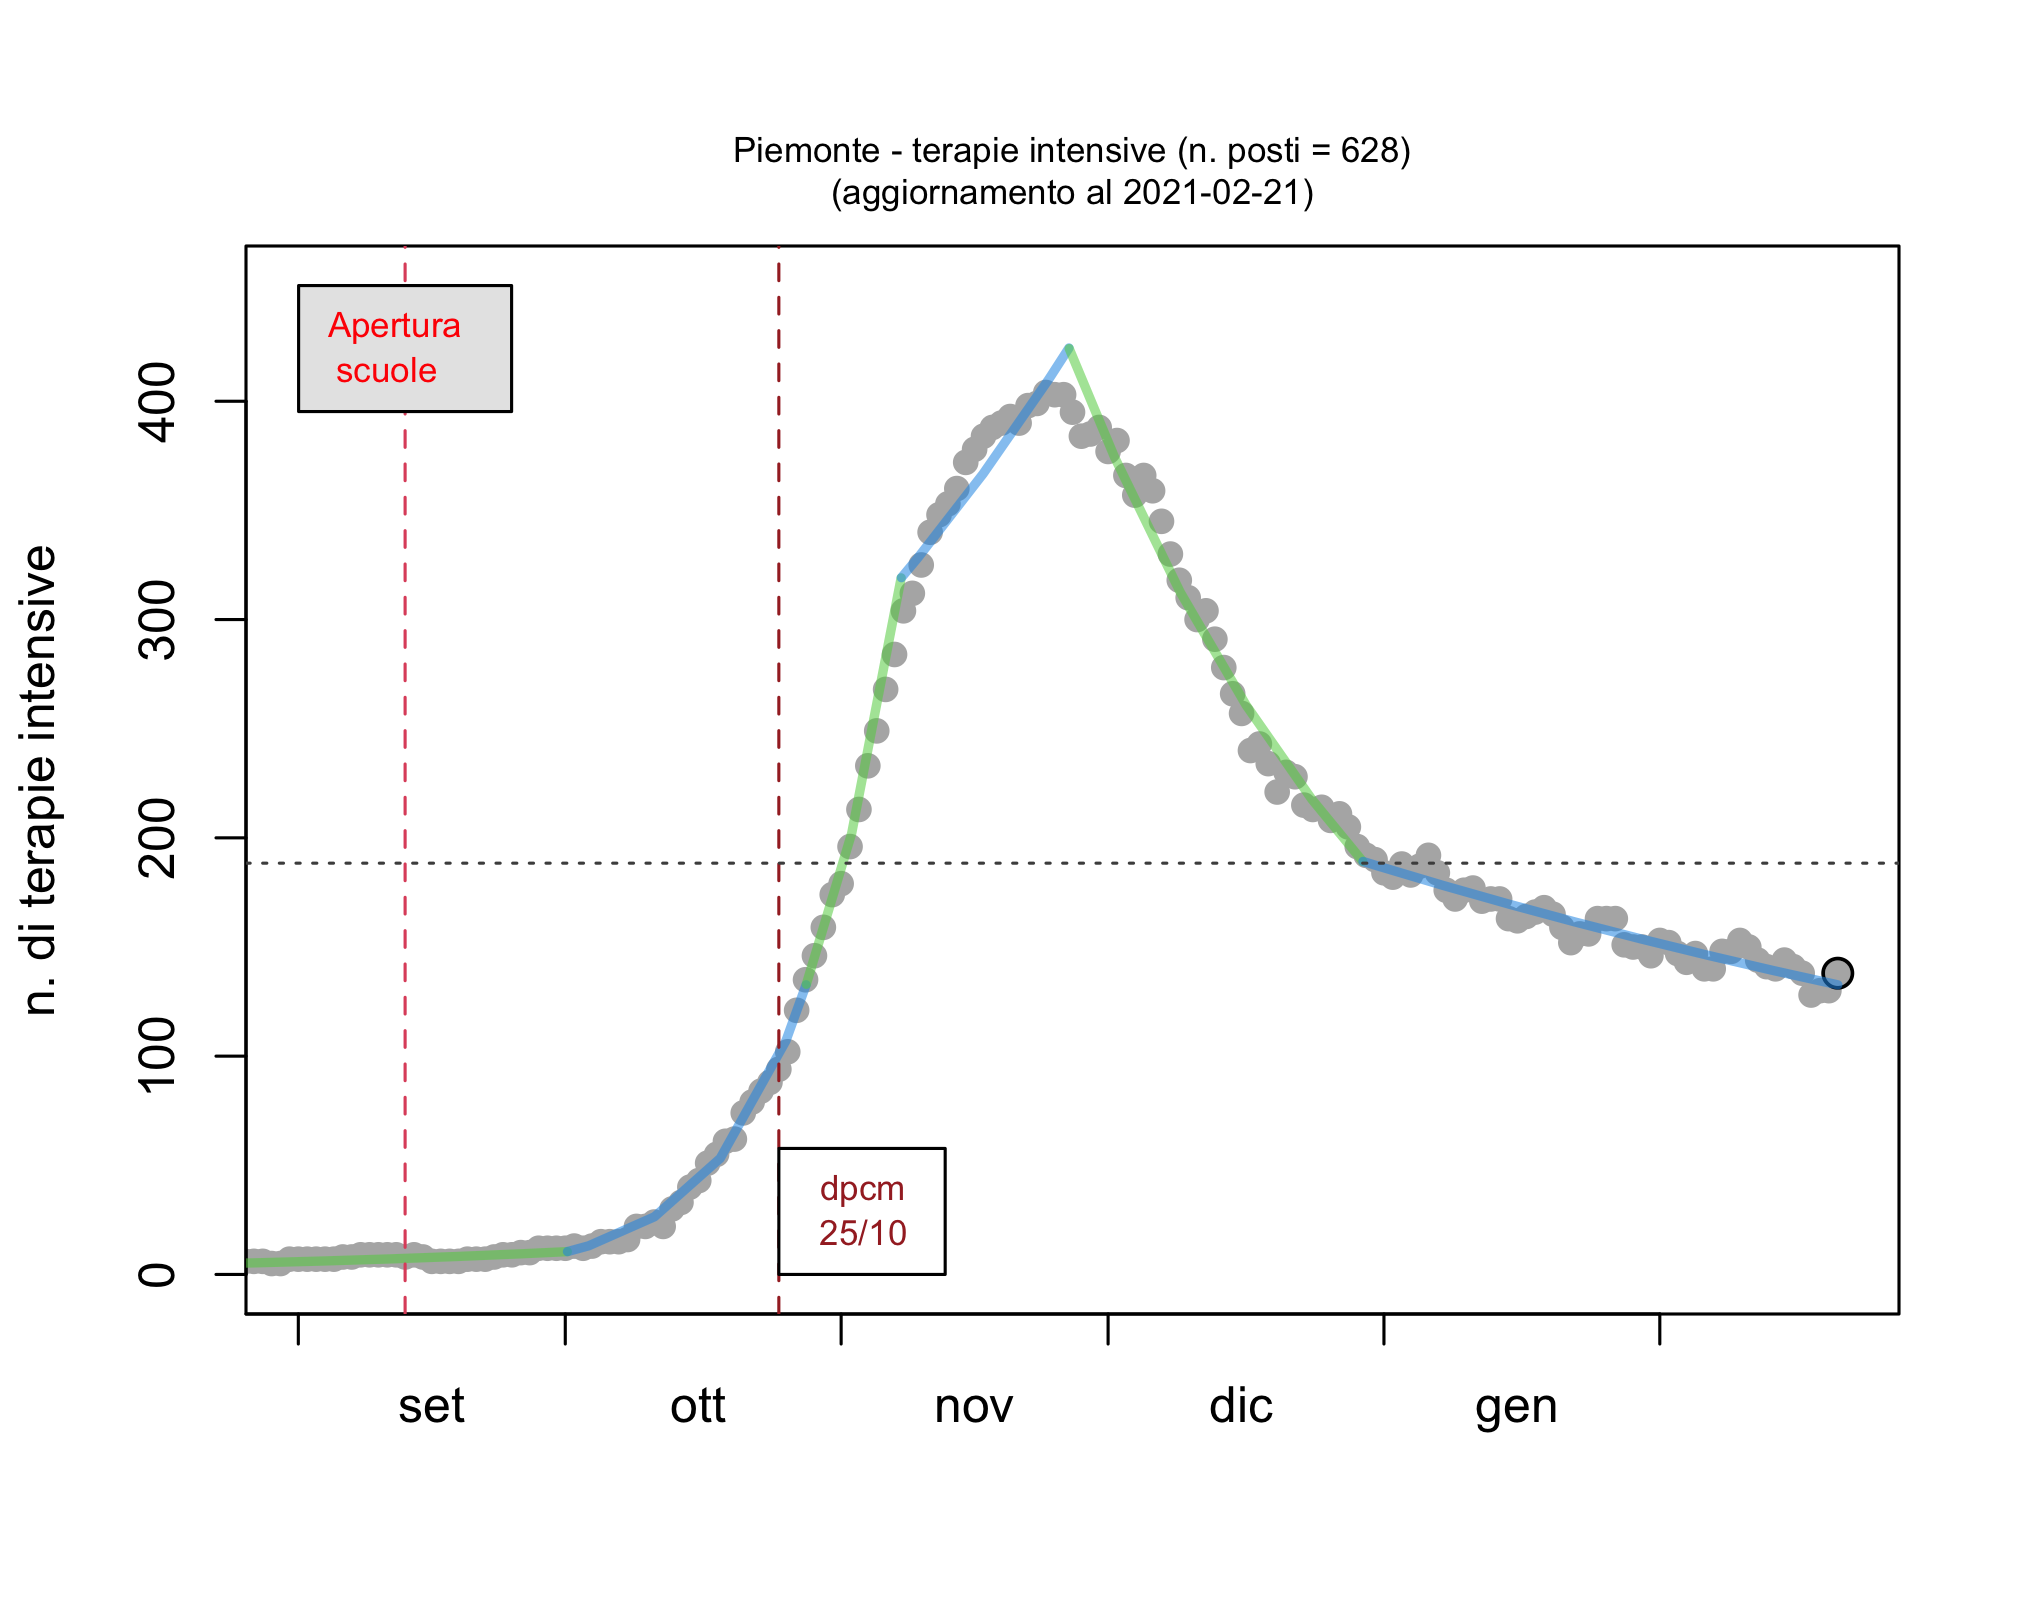 Piemonte - terapie intensive (n. posti = 628)
(aggiornamento al 2021-02-21)
Apertura
scuole
n. di terapie intensive
400
300
200
100
0
dpcm
25/10
set ott nov dic gen